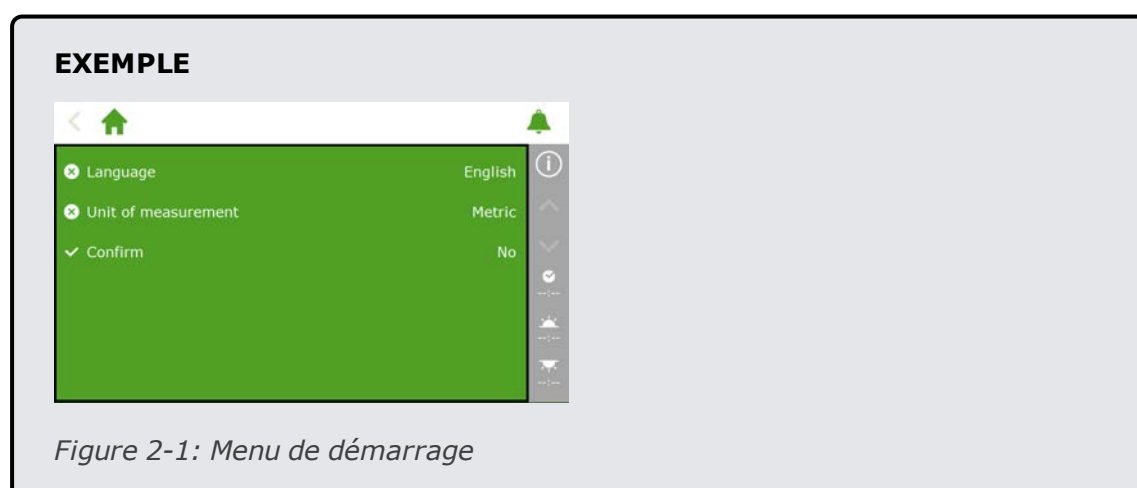 EXEMPLE
Language English
Unit of measurement Metric
Confirm No
--:--
--:--
--:--
Figure 2-1: Menu de démarrage